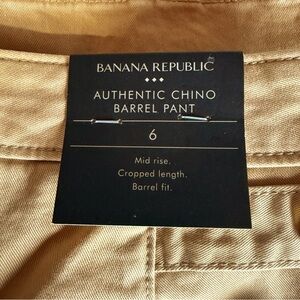 BANANA REPUBLIC
AUTHENTIC CHINO
BARREL PANT
6
Mid rise.
Cropped length.
Barrel fit.